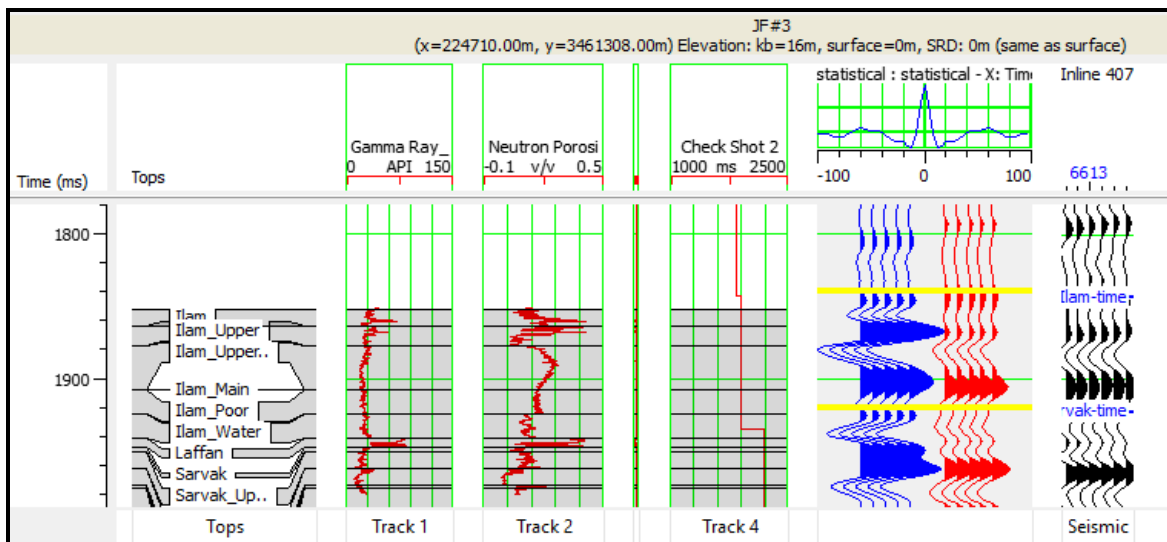 JF#3
(x=224710.00m, y=3461308.00m) Elevation: kb=16m, surface=0m, SRD: 0m (same as surface)
statistical : statistical - X: Time
Inline 407
Gamma Ray_
0 API 150
Neutron Porosi
-0.1 v/v 0.5
Check Shot 2
1000 ms 2500
-100 0 100
6613
Time (ms)
Tops
1800
1900
Ilam
Ilam_Upper
Ilam_Upper..
Ilam_Main
Ilam_Poor
Ilam_Water
Laffan
Sarvak
Sarvak_Up..
Ilam-time-
rvak-time-
Tops
Track 1
Track 2
Track 4
Seismic